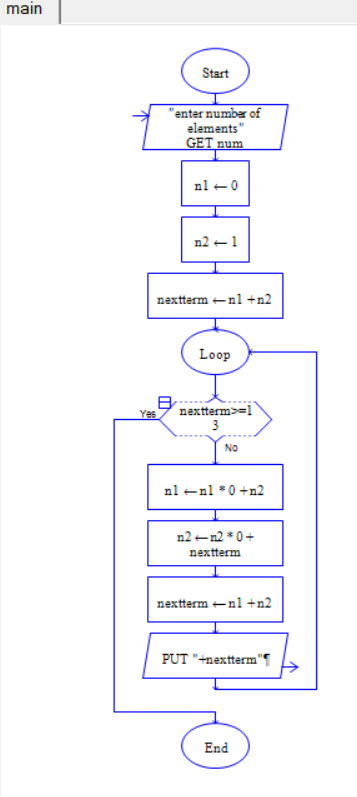 main
Start
"enter number of
elements"
GET num
n1 ← 0
n2 ← 1
nextterm ← n1 + n2
Loop
Yes
nextterm>=1
3
No
n1 ← n1 * 0 + n2
n2 ← n2 * 0 +
nextterm
nextterm ← n1 + n2
PUT "+nextterm"¶
End